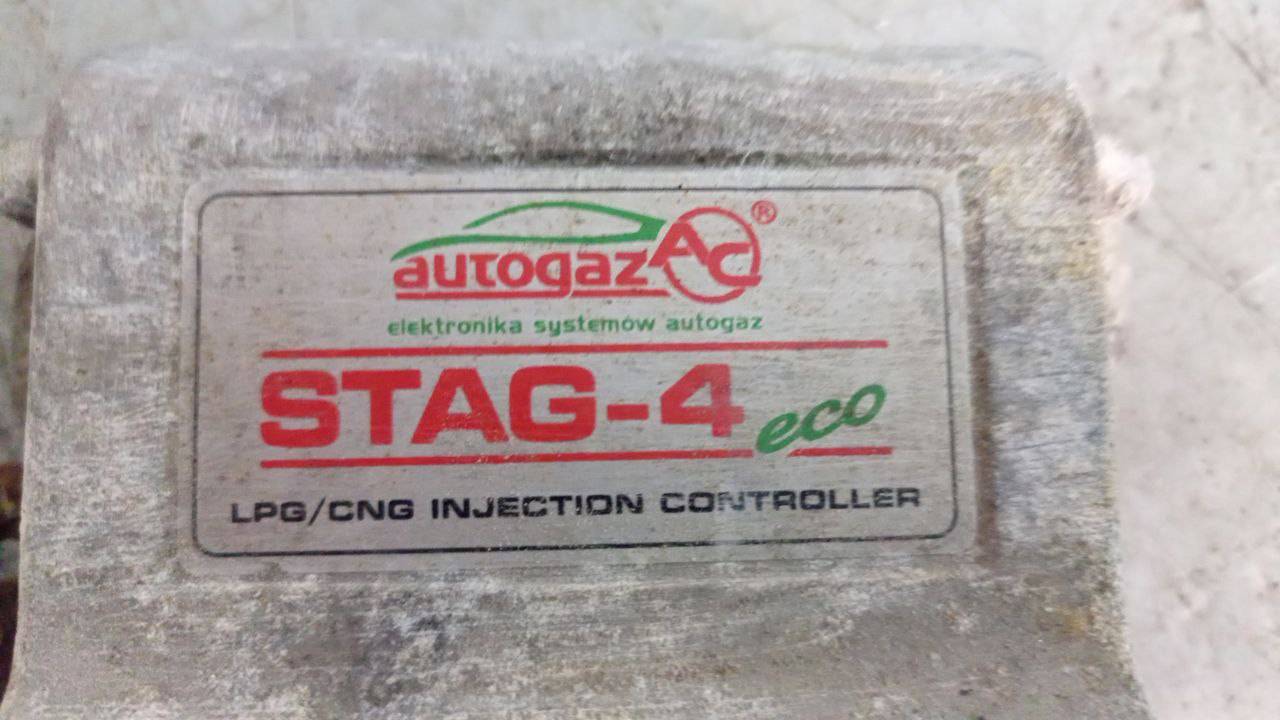 autogaz AC®
elektronika systemów autogaz
STAG-4 eco
LPG/CNG INJECTION CONTROLLER